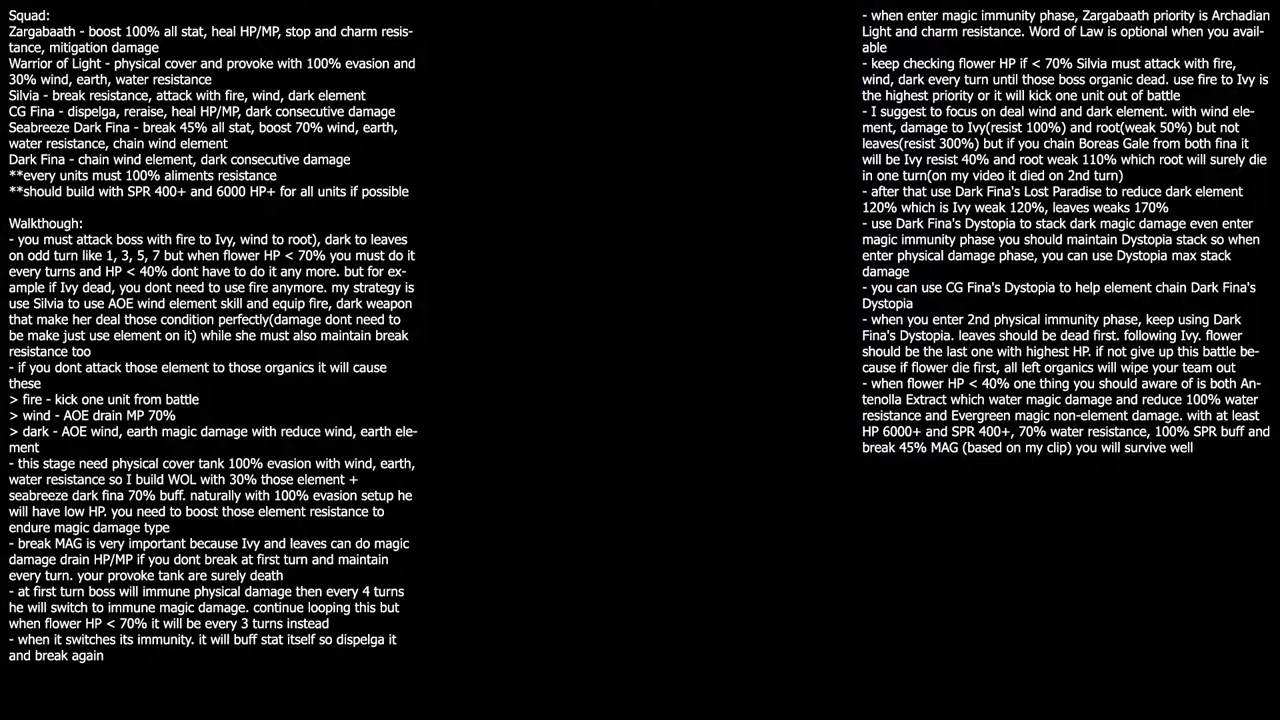 Squad:
Zargabaath - boost 100% all stat, heal HP/MP, stop and charm resis-
tance, mitigation damage
Warrior of Light - physical cover and provoke with 100% evasion and
30% wind, earth, water resistance
Silvia - break resistance, attack with fire, wind, dark element
CG Fina - dispelga, reraise, heal HP/MP, dark consecutive damage
Seabreeze Dark Fina - break 45% all stat, boost 70% wind, earth,
water resistance, chain wind element
Dark Fina - chain wind element, dark consecutive damage
**every units must 100% aliments resistance
**should build with SPR 400+ and 6000 HP+ for all units if possible

Walkthough:
- you must attack boss with fire to Ivy, wind to root), dark to leaves
on odd turn like 1, 3, 5, 7 but when flower HP < 70% you must do it
every turns and HP < 40% dont have to do it any more. but for ex-
ample if Ivy dead, you dont need to use fire anymore. my strategy is
use Silvia to use AOE wind element skill and equip fire, dark weapon
that make her deal those condition perfectly(damage dont need to
be make just use element on it) while she must also maintain break
resistance too
- if you dont attack those element to those organics it will cause
these
> fire - kick one unit from battle
> wind - AOE drain MP 70%
> dark - AOE wind, earth magic damage with reduce wind, earth ele-
ment
- this stage need physical cover tank 100% evasion with wind, earth,
water resistance so I build WOL with 30% those element +
seabreeze dark fina 70% buff. naturally with 100% evasion setup he
will have low HP. you need to boost those element resistance to
endure magic damage type
- break MAG is very important because Ivy and leaves can do magic
damage drain HP/MP if you dont break at first turn and maintain
every turn. your provoke tank are surely death
- at first turn boss will immune physical damage then every 4 turns
he will switch to immune magic damage. continue looping this but
when flower HP < 70% it will be every 3 turns instead
- when it switches its immunity. it will buff stat itself so dispelga it
and break again
- when enter magic immunity phase, Zargabaath priority is Archadian
Light and charm resistance. Word of Law is optional when you avail-
able
- keep checking flower HP if < 70% Silvia must attack with fire,
wind, dark every turn until those boss organic dead. use fire to Ivy is
the highest priority or it will kick one unit out of battle
- I suggest to focus on deal wind and dark element. with wind ele-
ment, damage to Ivy(resist 100%) and root(weak 50%) but not
leaves(resist 300%) but if you chain Boreas Gale from both fina it
will be Ivy resist 40% and root weak 110% which root will surely die
in one turn(on my video it died on 2nd turn)
- after that use Dark Fina's Lost Paradise to reduce dark element
120% which is Ivy weak 120%, leaves weaks 170%
- use Dark Fina's Dystopia to stack dark magic damage even enter
magic immunity phase you should maintain Dystopia stack so when
enter physical damage phase, you can use Dystopia max stack
damage
- you can use CG Fina's Dystopia to help element chain Dark Fina's
Dystopia
- when you enter 2nd physical immunity phase, keep using Dark
Fina's Dystopia. leaves should be dead first. following Ivy. flower
should be the last one with highest HP. if not give up this battle be-
cause if flower die first, all left organics will wipe your team out
- when flower HP < 40% one thing you should aware of is both An-
tenolla Extract which water magic damage and reduce 100% water
resistance and Evergreen magic non-element damage. with at least
HP 6000+ and SPR 400+, 70% water resistance, 100% SPR buff and
break 45% MAG (based on my clip) you will survive well